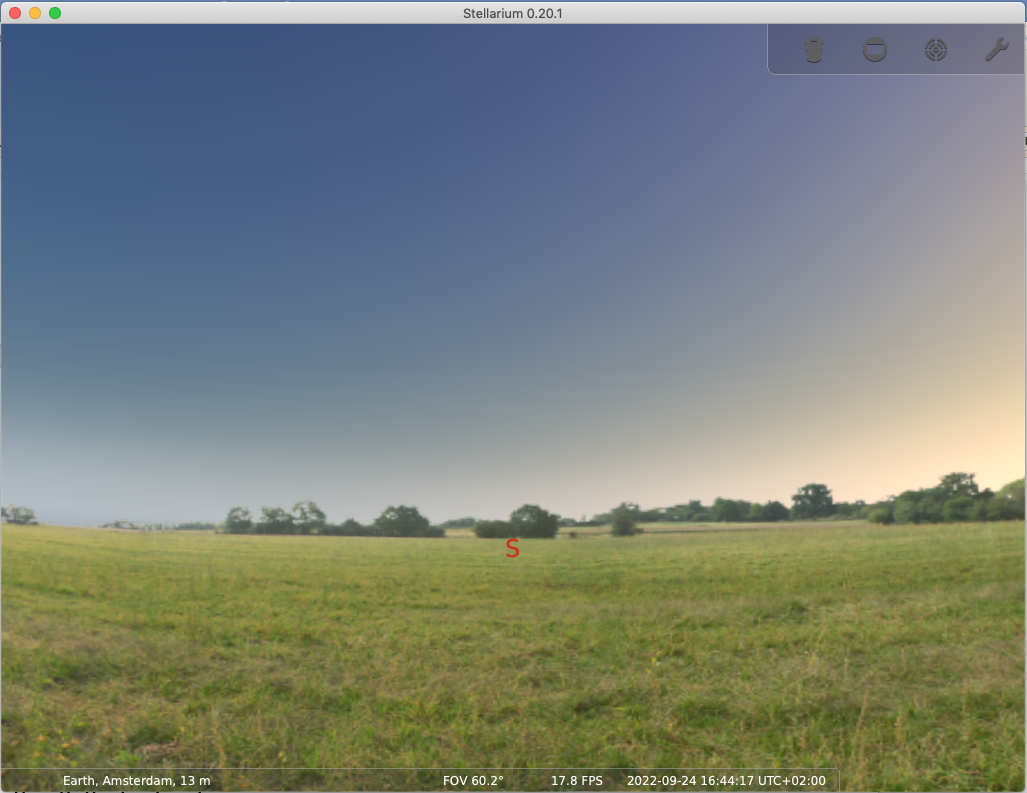 Stellarium 0.20.1
S
Earth, Amsterdam, 13 m FOV 60.2° 17.8 FPS 2022-09-24 16:44:17 UTC+02:00